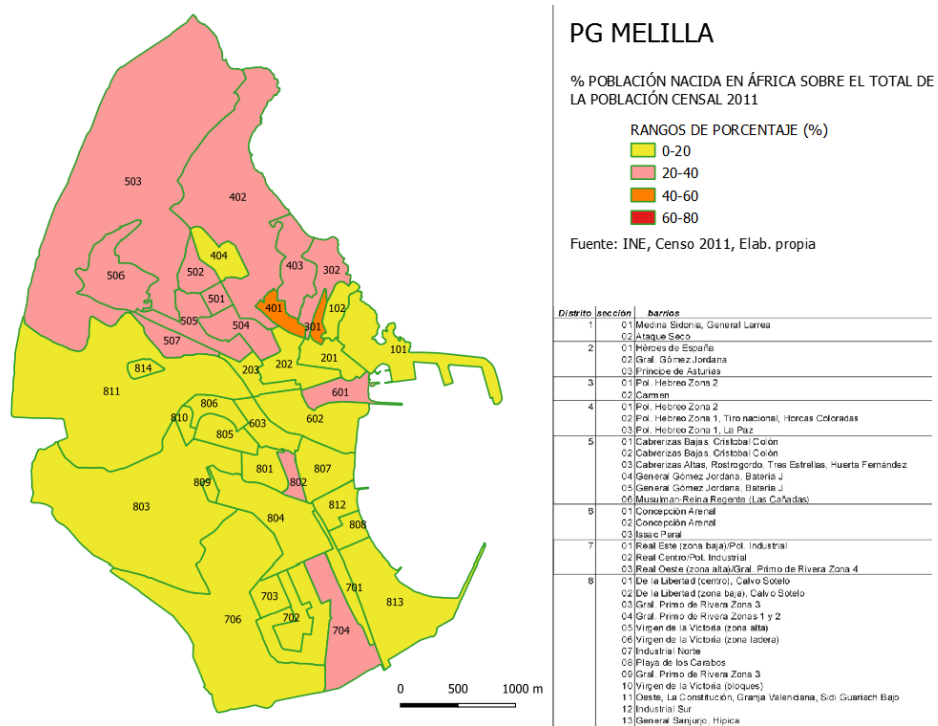 PG MELILLA
% POBLACIÓN NACIDA EN ÁFRICA SOBRE EL TOTAL DE
LA POBLACIÓN CENSAL 2011
RANGOS DE PORCENTAJE (%)
0-20
20-40
40-60
60-80
Fuente: INE, Censo 2011, Elab. propia
503
402
404
403
302
506
502
501
401
102
301
505
504
507
202
201
101
203
814
811
601
806
810
603
602
805
801
807
802
809
803
812
804
808
703
701
813
706
702
704
0 500 1000 m
Distrito sección barrios
1 01 Medina Sidonia, General Larrea
02 Ataque Seco
2 01 Héroes de España
02 Gral. Gómez Jordana
03 Principe de Asturias
3 01 Pol. Hebreo Zona 2
02 Carmen
4 01 Pol. Hebreo Zona 2
02 Pol. Hebreo Zona 1, Tiro nacional, Horcas Coloradas
03 Pol. Hebreo Zona 1, La Paz
5 01 Cabrerizas Bajas, Cristobal Colón
02 Cabrerizas Bajas, Cristobal Colón
03 Cabrerizas Altas, Rostrogordo, Tres Estrellas, Huerta Fernández
04 General Gómez Jordana, Batería J
05 General Gómez Jordana, Batería J
06 Musulman-Reina Regente (Las Cañadas)
6 01 Concepción Arenal
02 Concepción Arenal
03 Issac Peral
7 01 Real Este (zona baja)/Pol. Industrial
02 Real Centro/Pol. Industrial
03 Real Oeste (zona alta)/Gral. Primo de Rivera Zona 4
8 01 De la Libertad (centro), Calvo Sotelo
02 De la Libertad (zona baja), Calvo Sotelo
03 Gral. Primo de Rivera Zona 3
04 Gral. Primo de Rivera Zonas 1 y 2
05 Virgen de la Victoria (zona alta)
06 Virgen de la Victoria (zona ladera)
07 Industrial Norte
08 Playa de los Carabos
09 Gral. Primo de Rivera Zona 3
10 Virgen de la Victoria (bloques)
11 Oeste, La Constitución, Granja Valenciana, Sidi Guariach Bajo
12 Industrial Sur
13 General Sanjurjo, Hípica